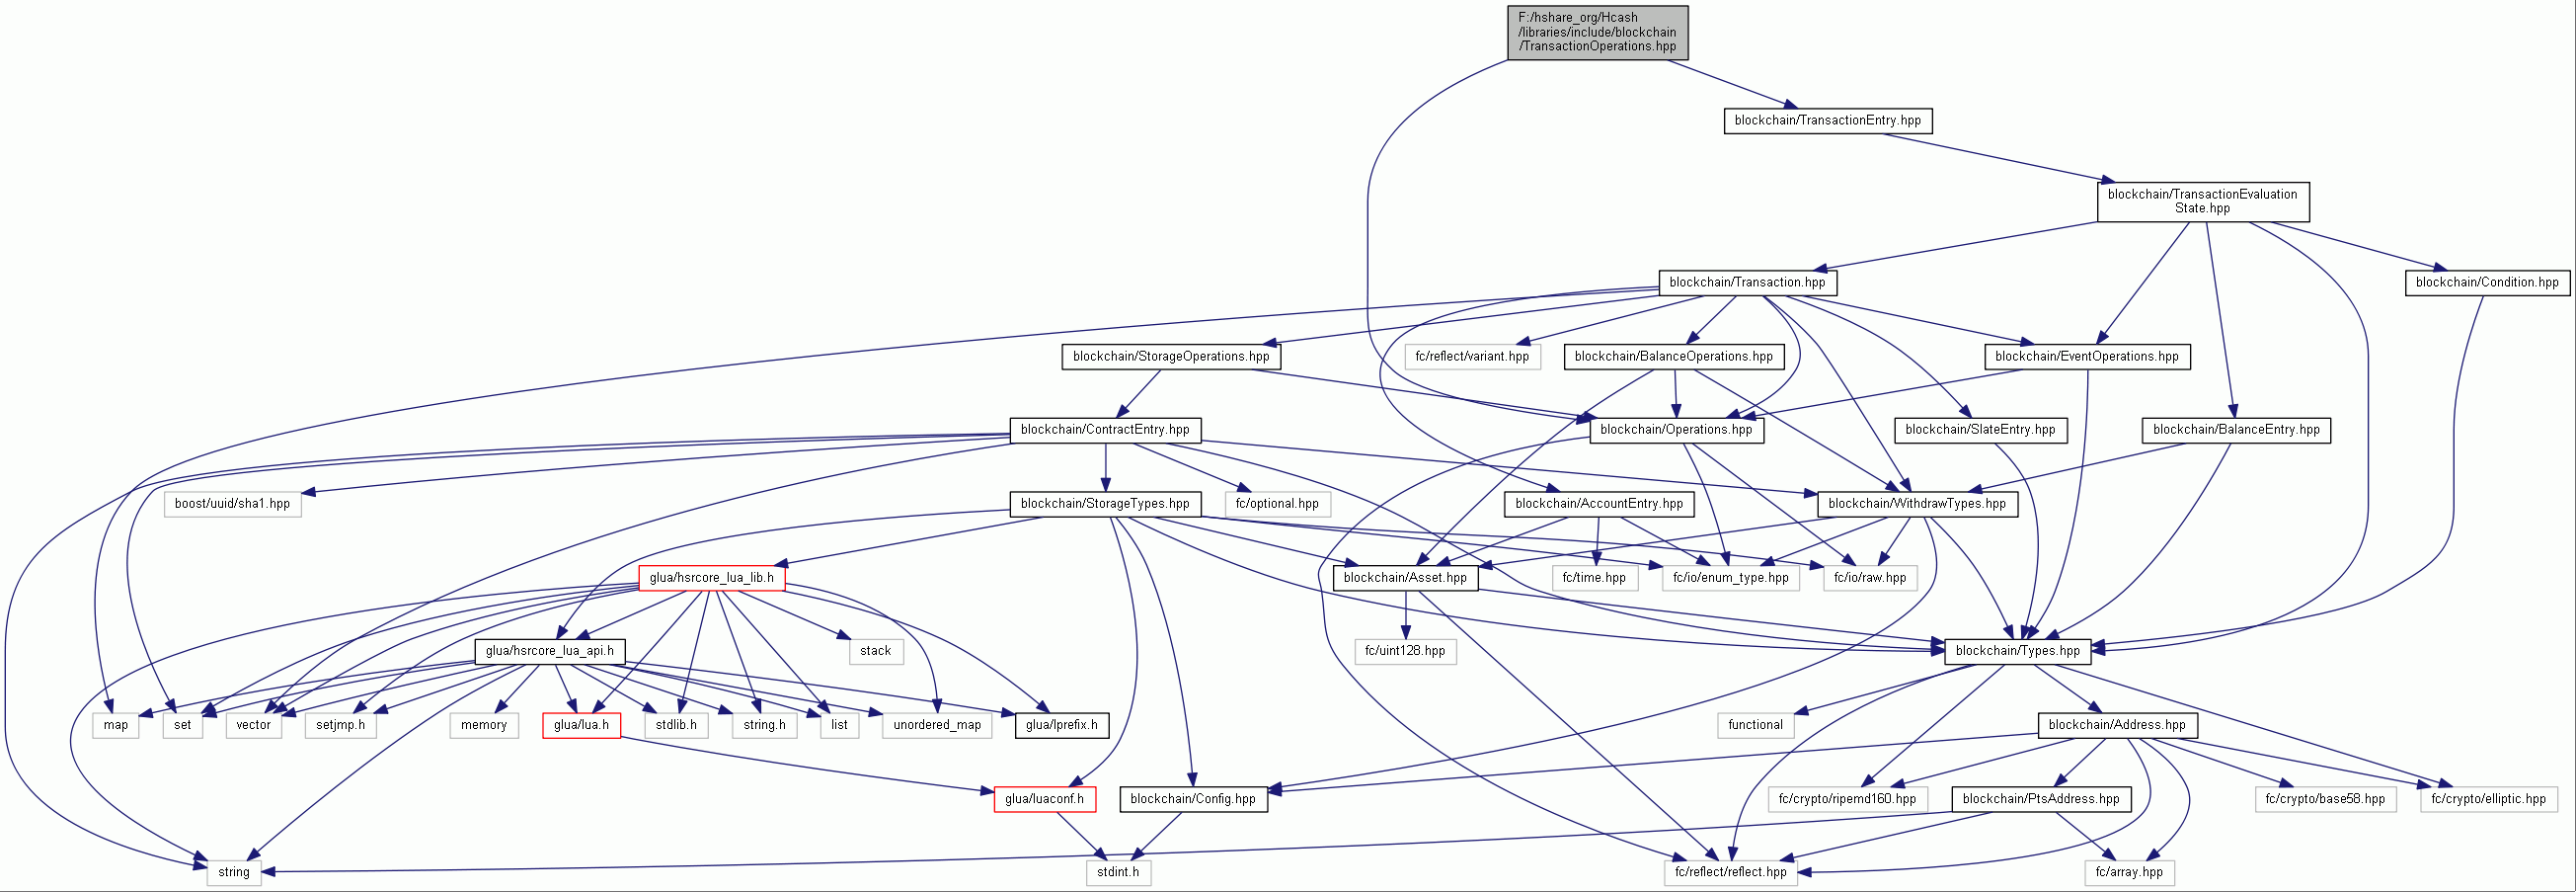 F:/hshare_org/Hcash
/libraries/include/blockchain
/TransactionOperations.hpp
blockchain/TransactionEntry.hpp
blockchain/TransactionEvaluation
State.hpp
blockchain/Transaction.hpp
blockchain/Condition.hpp
blockchain/StorageOperations.hpp
fc/reflect/variant.hpp
blockchain/BalanceOperations.hpp
blockchain/EventOperations.hpp
blockchain/ContractEntry.hpp
blockchain/Operations.hpp
blockchain/SlateEntry.hpp
blockchain/BalanceEntry.hpp
boost/uuid/sha1.hpp
blockchain/StorageTypes.hpp
fc/optional.hpp
blockchain/AccountEntry.hpp
blockchain/WithdrawTypes.hpp
glua/hsrcore_lua_lib.h
blockchain/Asset.hpp
fc/time.hpp
fc/io/enum_type.hpp
fc/io/raw.hpp
glua/hsrcore_lua_api.h
stack
fc/uint128.hpp
blockchain/Types.hpp
map
set
vector
setjmp.h
memory
glua/lua.h
stdlib.h
string.h
list
unordered_map
glua/lprefix.h
functional
blockchain/Address.hpp
glua/luaconf.h
blockchain/Config.hpp
fc/crypto/ripemd160.hpp
blockchain/PtsAddress.hpp
fc/crypto/base58.hpp
fc/crypto/elliptic.hpp
string
stdint.h
fc/reflect/reflect.hpp
fc/array.hpp